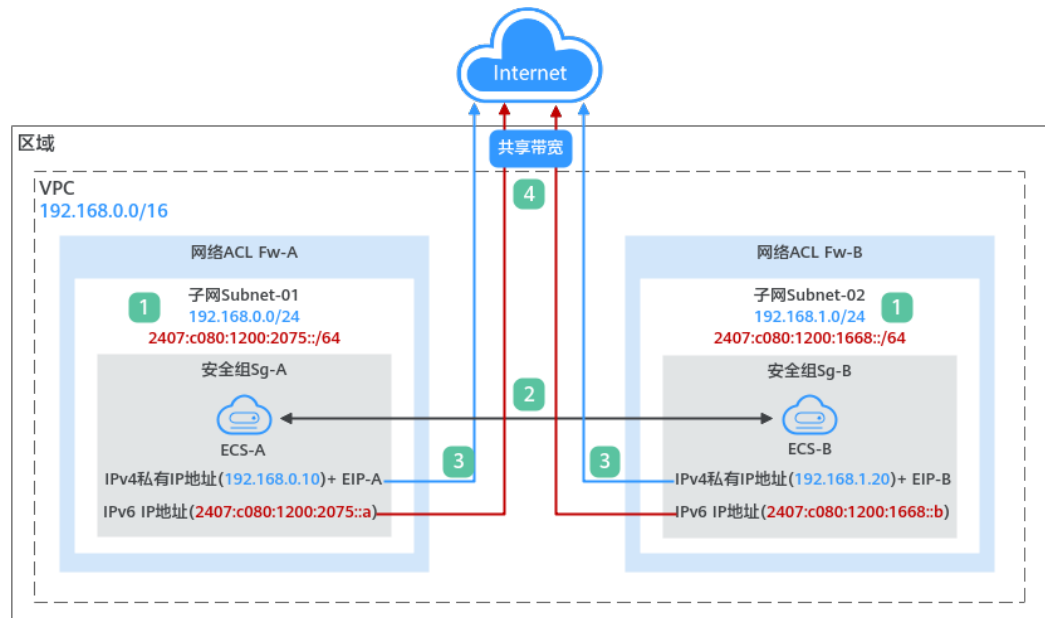 Internet
区域
共享带宽
VPC
192.168.0.0/16
4
网络ACL Fw-A
网络ACL Fw-B
1
子网Subnet-01
192.168.0.0/24
2407:c080:1200:2075::/64
子网Subnet-02
192.168.1.0/24
1
2407:c080:1200:1668::/64
安全组Sg-A
安全组Sg-B
2
ECS-A
ECS-B
3
3
IPv4私有IP地址(192.168.0.10)+ EIP-A
IPv4私有IP地址(192.168.1.20)+ EIP-B
IPv6 IP地址(2407:c080:1200:2075::a)
IPv6 IP地址(2407:c080:1200:1668::b)